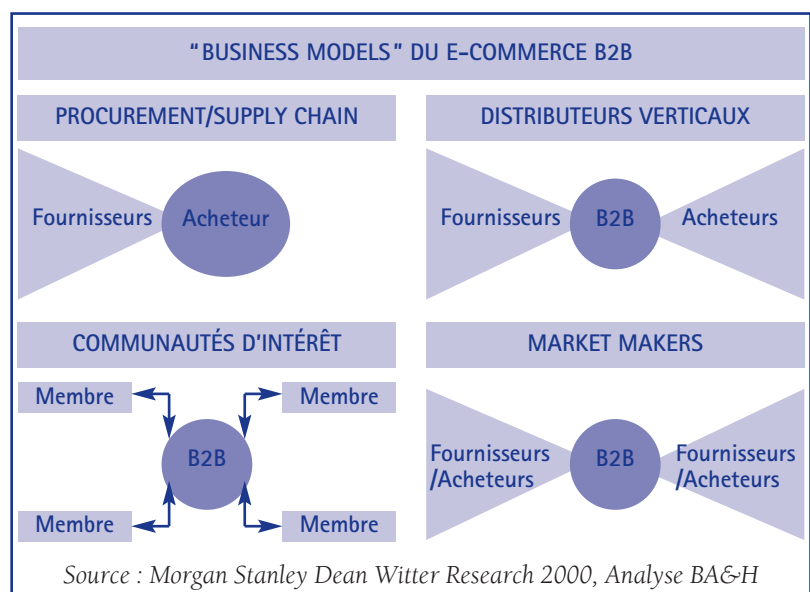 “BUSINESS MODELS” DU E-COMMERCE B2B
PROCUREMENT/SUPPLY CHAIN
Fournisseurs
Acheteur
DISTRIBUTEURS VERTICAUX
Fournisseurs
B2B
Acheteurs
COMMUNAUTÉS D'INTÉRÊT
Membre
Membre
B2B
Membre
Membre
MARKET MAKERS
Fournisseurs
/Acheteurs
B2B
Fournisseurs
/Acheteurs
Source : Morgan Stanley Dean Witter Research 2000, Analyse BA&H